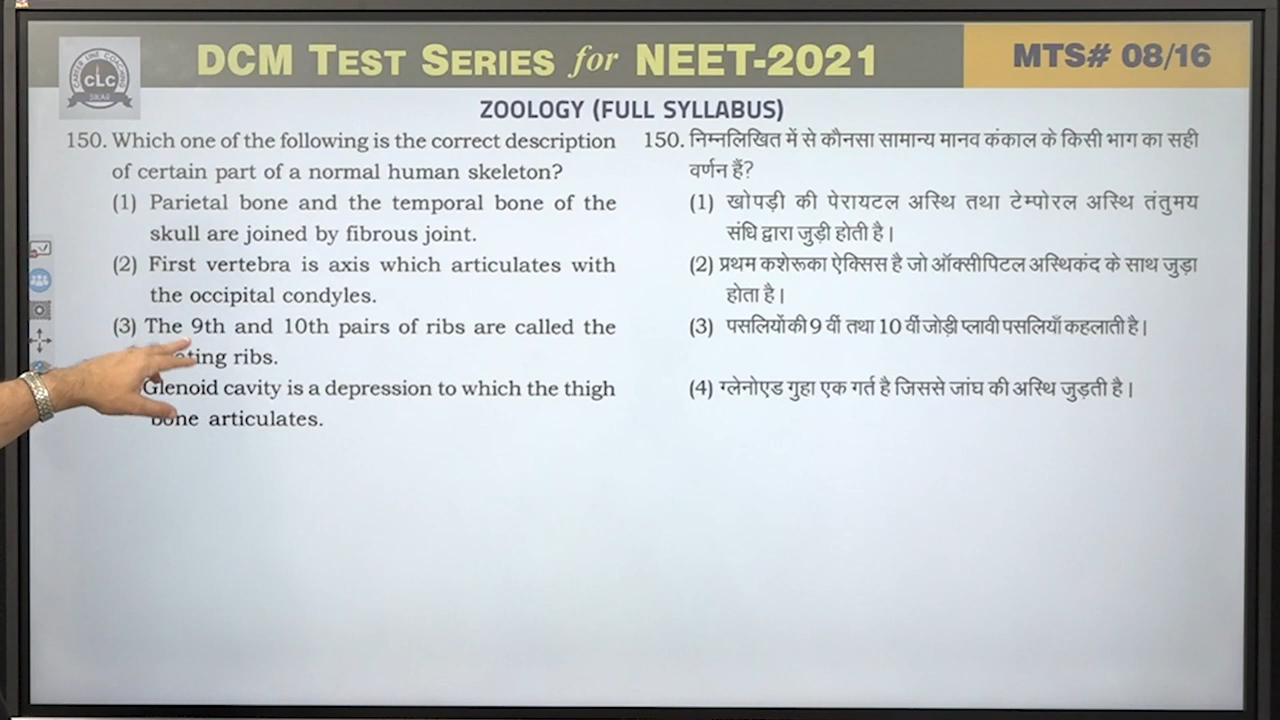 DCM TEST SERIES for NEET-2021
MTS# 08/16
CAREER LINE COACHING
CLC
SIKAR
ZOOLOGY (FULL SYLLABUS)
150. Which one of the following is the correct description
of certain part of a normal human skeleton?
(1) Parietal bone and the temporal bone of the
skull are joined by fibrous joint.
(2) First vertebra is axis which articulates with
the occipital condyles.
(3) The 9th and 10th pairs of ribs are called the
ribs.
Glenoid cavity is a depression to which the thigh
bone articulates.
150. निम्नलिखित में से कौनसा सामान्य मानव कंकाल के किसी भाग का सही
वर्णन हैं?
(1) खोपड़ी की पेरायटल अस्थि तथा टेम्पोरल अस्थि तंतुमय
संधि द्वारा जुड़ी होती है।
(2) प्रथम कशेरूका ऐक्सिस है जो ऑक्सीपिटल अस्थिकंद के साथ जुड़ा
होता है।
(3) पसलियों की 9 वीं तथा 10 वीं जोड़ी प्लावी पसलियाँ कहलाती है।
(4) ग्लेनोएड गुहा एक गर्त है जिससे जांघ की अस्थि जुड़ती है।